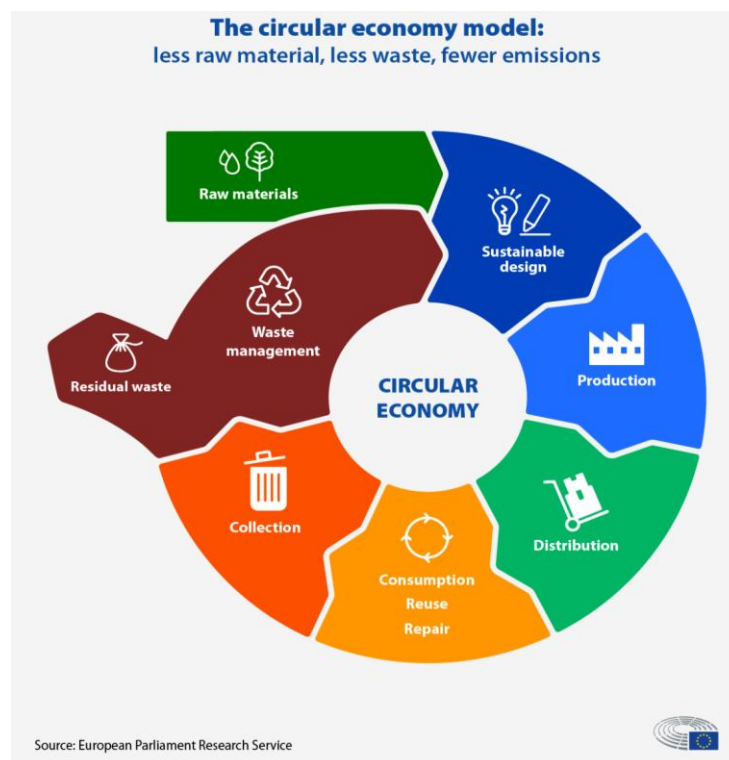 The circular economy model:
less raw material, less waste, fewer emissions
Raw materials
Sustainable
design
Production
Distribution
Consumption
Reuse
Repair
Collection
Waste
management
Residual waste
CIRCULAR
ECONOMY
Source: European Parliament Research Service